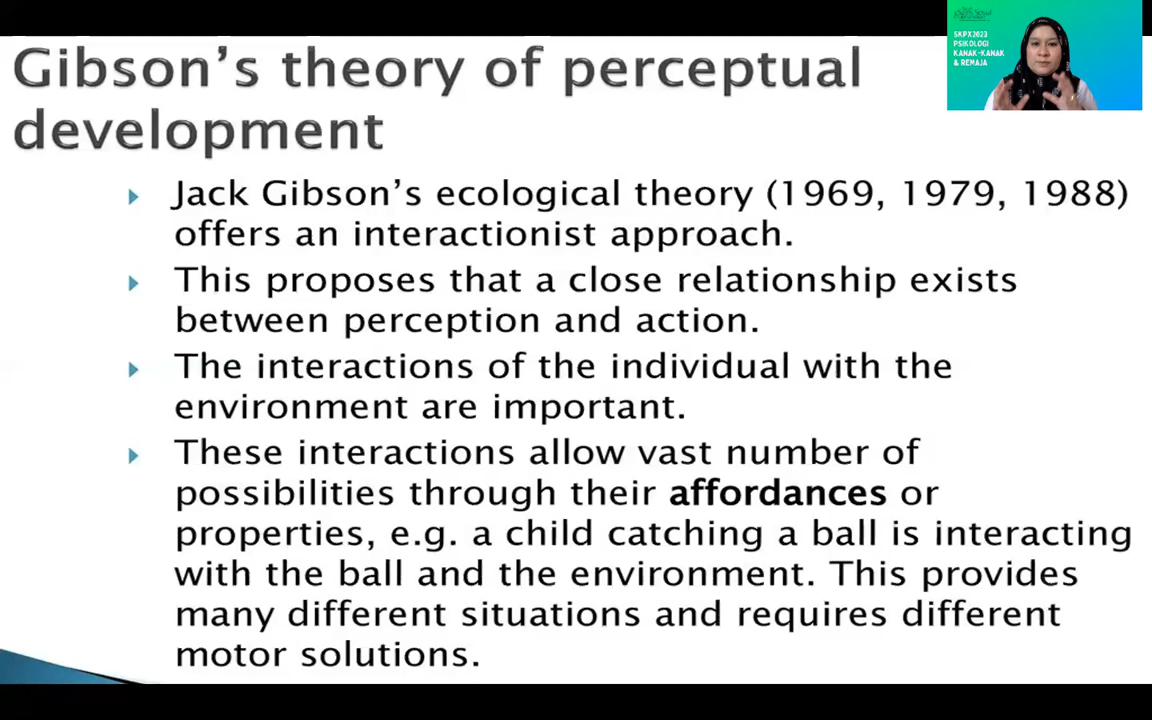 Gibson's theory of perceptual
development
SKPX2023
PSIKOLOGI
KANAK-KANAK
& REMAJA
Jack Gibson's ecological theory (1969, 1979, 1988)
offers an interactionist approach.
This proposes that a close relationship exists
between perception and action.
The interactions of the individual with the
environment are important.
These interactions allow vast number of
possibilities through their affordances or
properties, e.g. a child catching a ball is interacting
with the ball and the environment. This provides
many different situations and requires different
motor solutions.